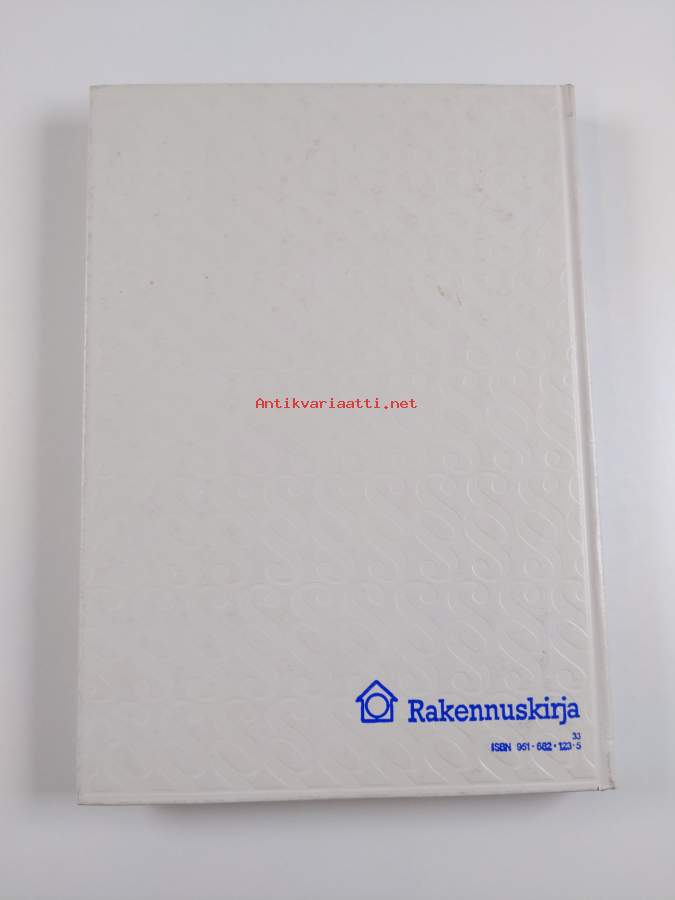 Antikvariaatti.net
Rakennuskirja
33
ISBN 951-682-123-5